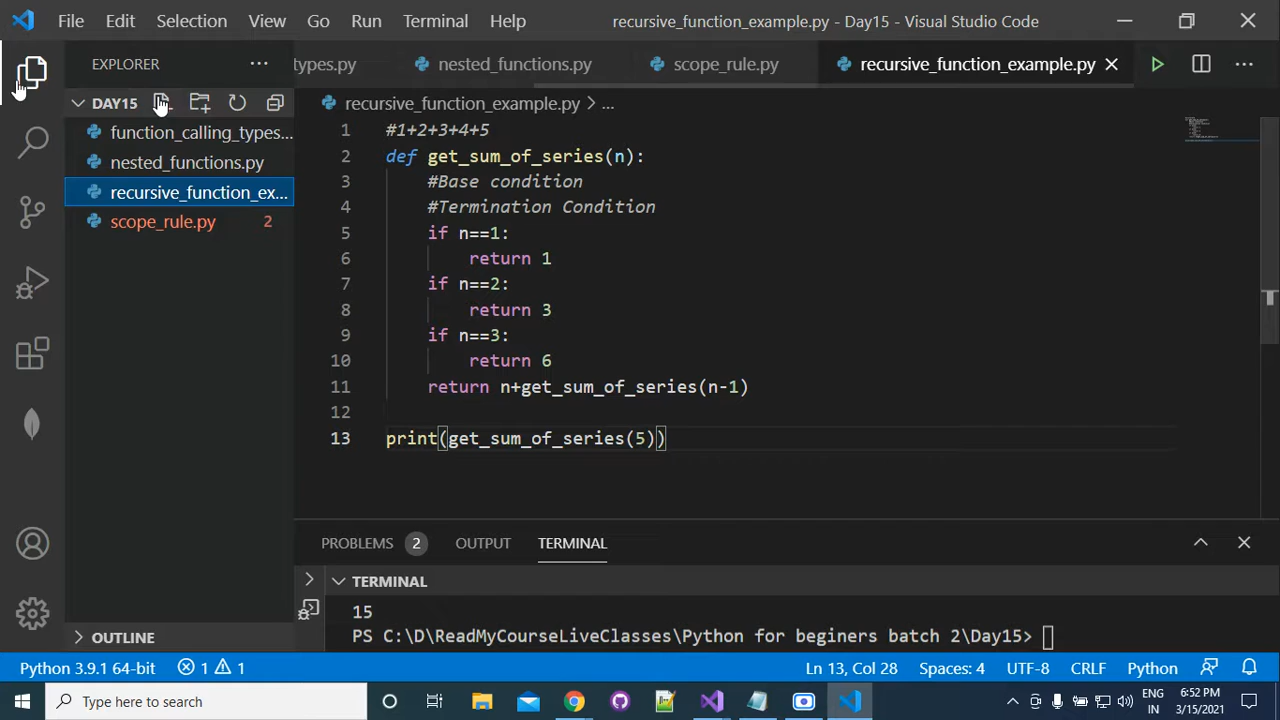 File Edit Selection View Go Run Terminal Help recursive_function_example.py - Day15 - Visual Studio Code
EXPLORER
types.py nested_functions.py scope_rule.py recursive_function_example.py
DAY15
function_calling_types...
nested_functions.py
recursive_function_ex...
scope_rule.py 2
OUTLINE
recursive_function_example.py > ...
1 #1+2+3+4+5
2 def get_sum_of_series(n):
3 #Base condition
4 #Termination Condition
5 if n==1:
6 return 1
7 if n==2:
8 return 3
9 if n==3:
10 return 6
11 return n+get_sum_of_series(n-1)
12
13 print(get_sum_of_series(5))
PROBLEMS 2 OUTPUT TERMINAL
TERMINAL
15
PS C:\D\ReadMyCourseLiveClasses\Python for beginers batch 2\Day15>
Python 3.9.1 64-bit 1 1 Ln 13, Col 28 Spaces: 4 UTF-8 CRLF Python
Type here to search
ENG
IN
6:52 PM
3/15/2021